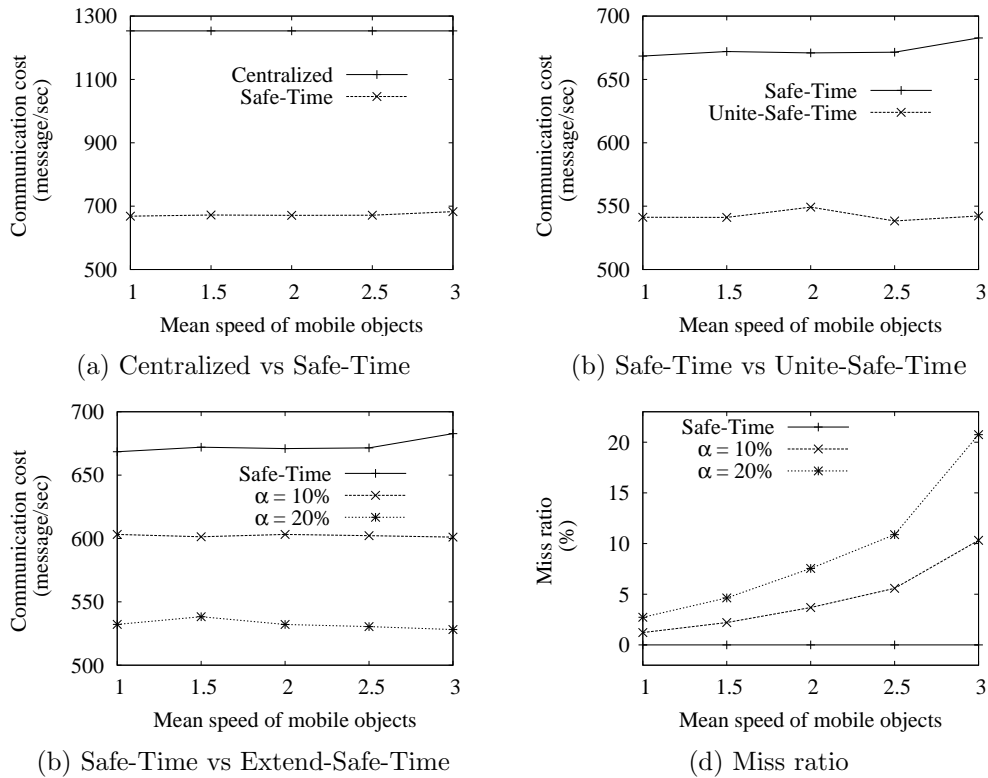 1300
1100
900
700
500
Communication cost
(message/sec)
Centralized
Safe-Time
1 1.5 2 2.5 3
Mean speed of mobile objects
(a) Centralized vs Safe-Time
700
650
600
550
500
Communication cost
(message/sec)
Safe-Time
Unite-Safe-Time
1 1.5 2 2.5 3
Mean speed of mobile objects
(b) Safe-Time vs Unite-Safe-Time
700
650
600
550
500
Communication cost
(message/sec)
Safe-Time
α = 10%
α = 20%
1 1.5 2 2.5 3
Mean speed of mobile objects
(b) Safe-Time vs Extend-Safe-Time
20
15
10
5
0
Miss ratio
(%)
Safe-Time
α = 10%
α = 20%
1 1.5 2 2.5 3
Mean speed of mobile objects
(d) Miss ratio